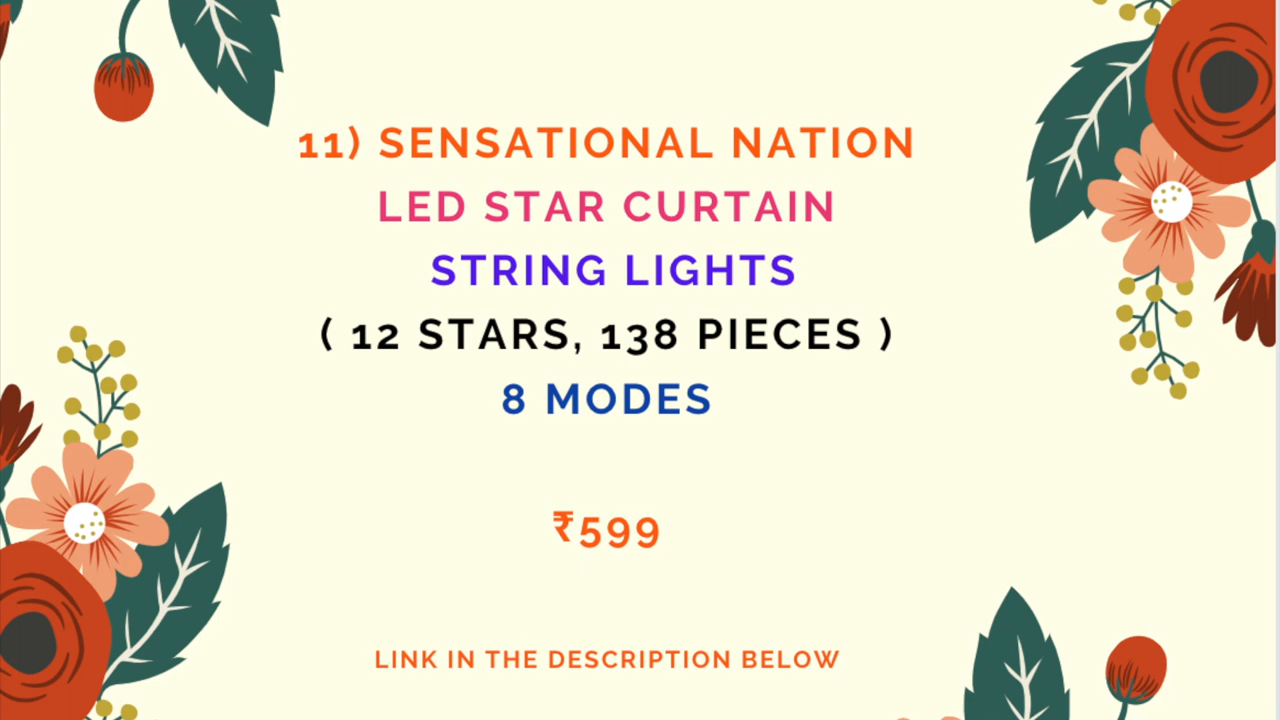 11) SENSATIONAL NATION
LED STAR CURTAIN
STRING LIGHTS
( 12 STARS, 138 PIECES )
8 MODES
₹599
LINK IN THE DESCRIPTION BELOW